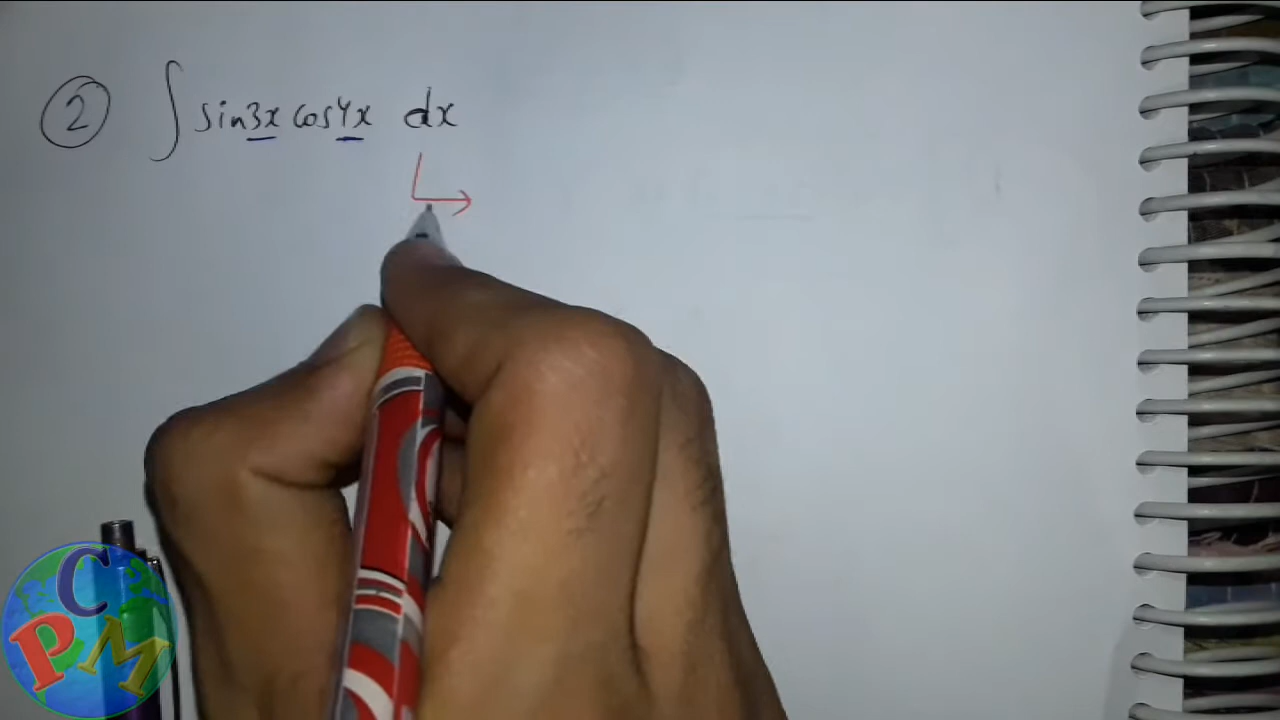 ② ∫ sin3x cos4x dx
CPM